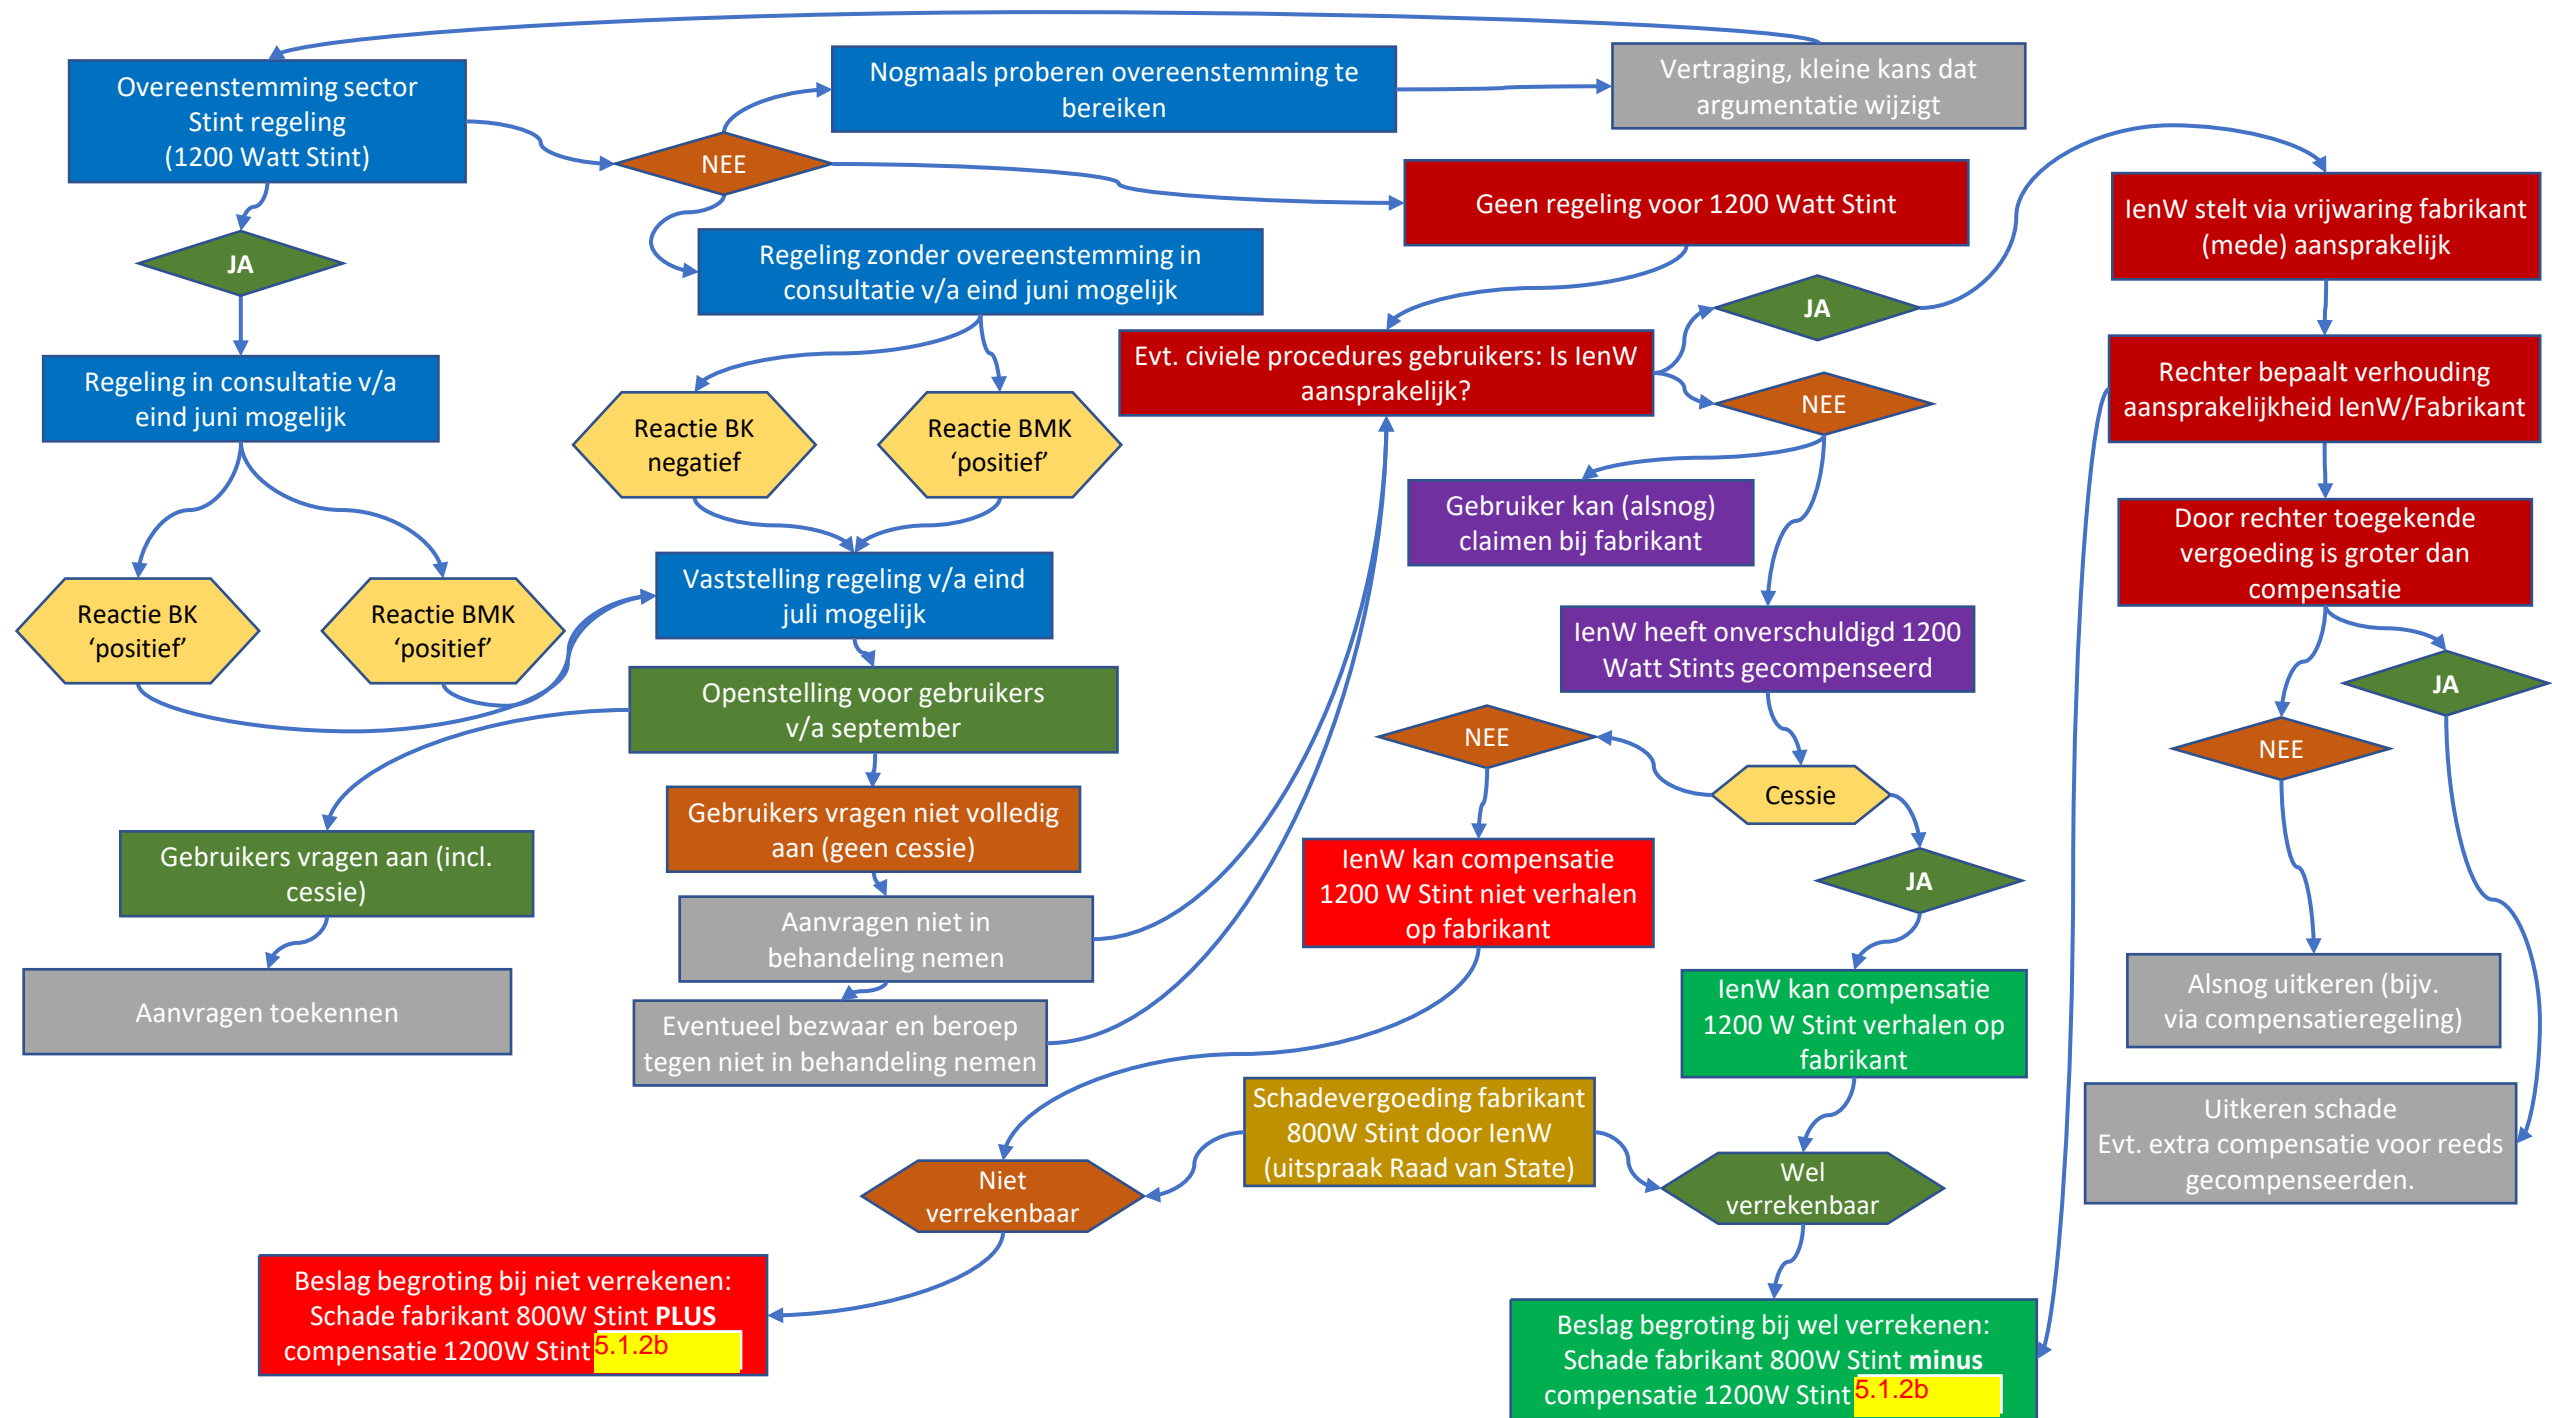 Overeenstemming sector
Stint regeling
(1200 Watt Stint)
Nogmaals proberen overeenstemming te
bereiken
Vertraging, kleine kans dat
argumentatie wijzigt
NEE
Geen regeling voor 1200 Watt Stint
IenW stelt via vrijwaring fabrikant
(mede) aansprakelijk
JA
Regeling zonder overeenstemming in
consultatie v/a eind juni mogelijk
JA
Evt. civiele procedures gebruikers: Is IenW
aansprakelijk?
NEE
Rechter bepaalt verhouding
aansprakelijkheid IenW/Fabrikant
Regeling in consultatie v/a
eind juni mogelijk
Reactie BK
negatief
Reactie BMK
‘positief’
Gebruiker kan (alsnog)
claimen bij fabrikant
Door rechter toegekende
vergoeding is groter dan
compensatie
Reactie BK
‘positief’
Reactie BMK
‘positief’
Vaststelling regeling v/a eind
juli mogelijk
IenW heeft onverschuldigd 1200
Watt Stints gecompenseerd
JA
NEE
Openstelling voor gebruikers
v/a september
NEE
Cessie
Gebruikers vragen niet volledig
aan (geen cessie)
Gebruikers vragen aan (incl.
cessie)
IenW kan compensatie
1200 W Stint niet verhalen
op fabrikant
JA
Aanvragen niet in
behandeling nemen
Aanvragen toekennen
Eventueel bezwaar en beroep
tegen niet in behandeling nemen
IenW kan compensatie
1200 W Stint verhalen op
fabrikant
Alsnog uitkeren (bijv.
via compensatieregeling)
Schadevergoeding fabrikant
800W Stint door IenW
(uitspraak Raad van State)
Uitkeren schade
Evt. extra compensatie voor reeds
gecompenseerden.
Niet
verrekenbaar
Wel
verrekenbaar
Beslag begroting bij niet verrekenen:
Schade fabrikant 800W Stint PLUS
compensatie 1200W Stint 5.1.2b
Beslag begroting bij wel verrekenen:
Schade fabrikant 800W Stint minus
compensatie 1200W Stint 5.1.2b